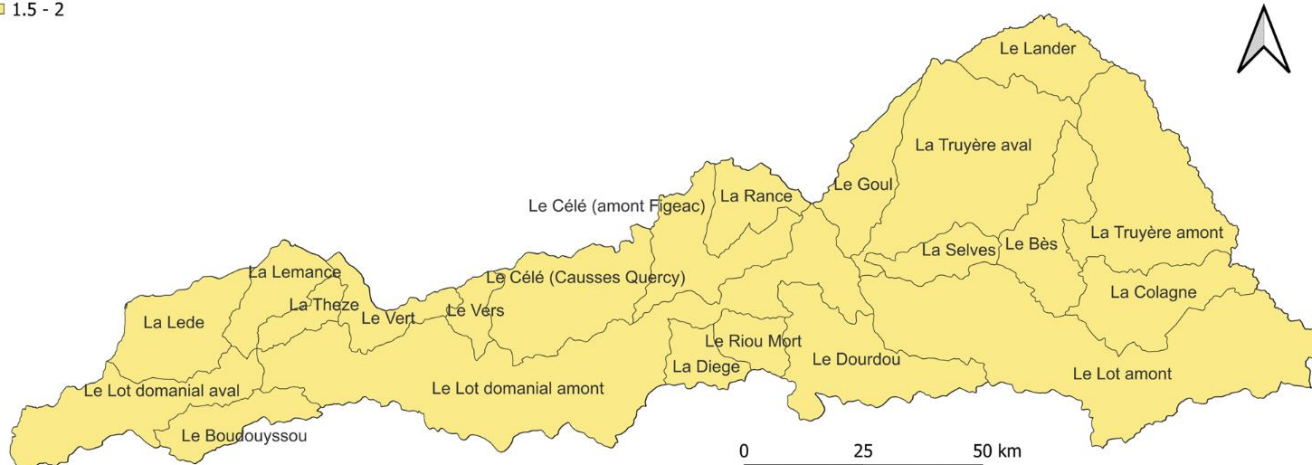 1.5 - 2
Le Lander
La Truyère aval
Le Goul
La Rance
Le Célé (amont Figeac)
La Truyère amont
Le Bès
La Selves
La Lemance
Le Célé (Causses Quercy)
La Colagne
La Theze
Le Vers
Le Vert
La Lede
Le Riou Mort
Le Dourdou
La Diege
Le Lot amont
Le Lot domanial aval
Le Lot domanial amont
Le Boudouyssou
0 25 50 km